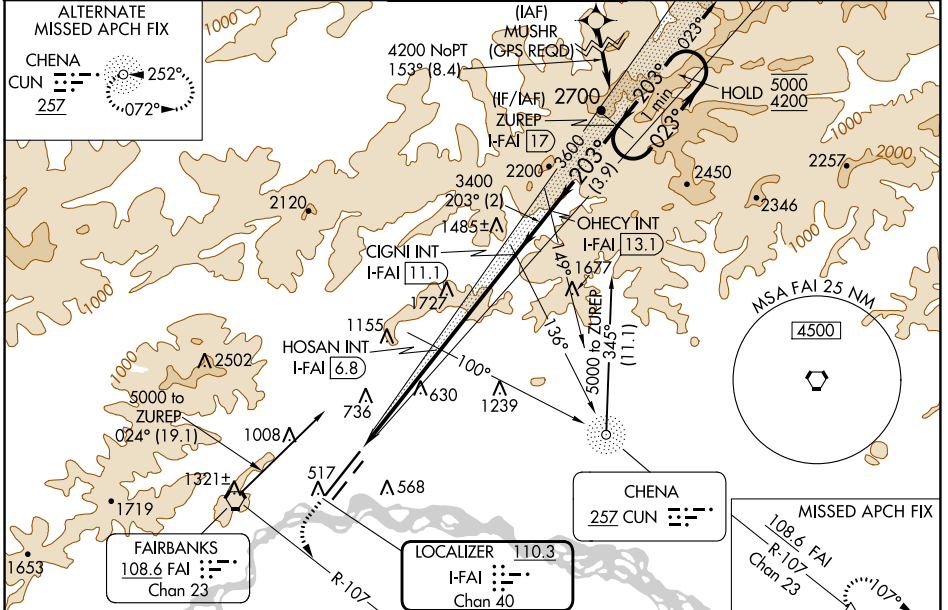 ALTERNATE
MISSED APCH FIX
CHENA
CUN
257
252°
072°
1000
(IAF)
MUSHR
(GPS REQD)
4200 NoPT
153° (8.4)
2700
(IF/IAF)
ZUREP
I-FAI 17
023°
203°
1 min
023°
HOLD
5000
4200
1000
2000
2257
2450
2346
1000
2200
3600
203°
(3.9)
3400
203° (2)
1485±
OHECY INT
I-FAI 13.1
2120
CIGNI INT
I-FAI 11.1
149°
1677
1727
1000
1155
136°
5000 to ZUREP
345°
(11.1)
MSA FAI 25 NM
4500
HOSAN INT
I-FAI 6.8
100°
1000
2502
736
630
1239
5000 to
ZUREP
024° (19.1)
1008
1321±
517
568
1719
1653
CHENA
257 CUN
FAIRBANKS
108.6 FAI
Chan 23
R-107
LOCALIZER 110.3
I-FAI
Chan 40
MISSED APCH FIX
108.6 FAI
R-107
Chan 23
107°